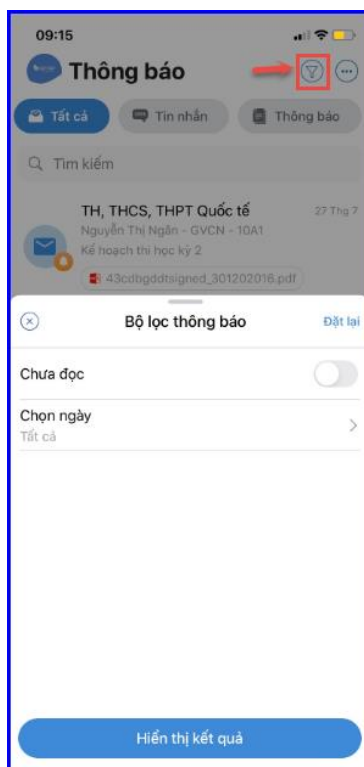 09:15
Thông báo
Tất cả
Tin nhắn
Thông báo
Tìm kiếm
TH, THCS, THPT Quốc tế
27 Thg 7
Nguyễn Thị Ngân - GVCN - 10A1
Kế hoạch thi học kỳ 2
43cdbgddtsigned_301202016.pdf
Bộ lọc thông báo
Đặt lại
Chưa đọc
Chọn ngày
Tất cả
Hiển thị kết quả